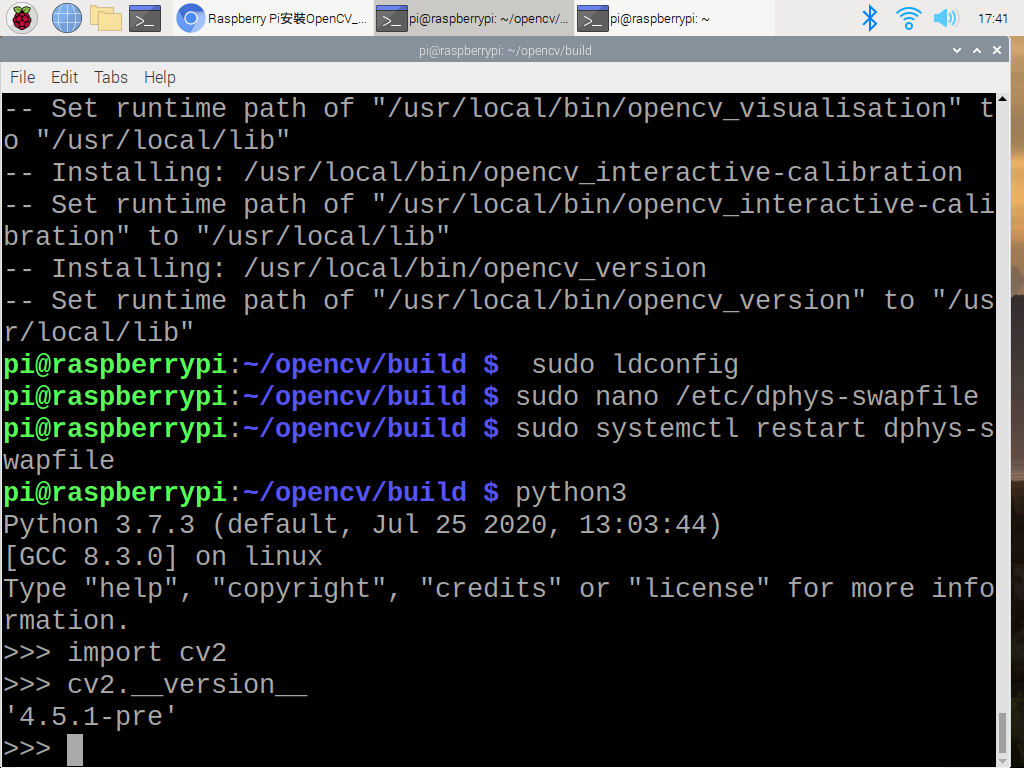 Raspberry Pi安裝OpenCV_...
pi@raspberrypi: ~/opencv/...
pi@raspberrypi: ~
17:41
pi@raspberrypi: ~/opencv/build
File Edit Tabs Help
-- Set runtime path of "/usr/local/bin/opencv_visualisation" t
o "/usr/local/lib"
-- Installing: /usr/local/bin/opencv_interactive-calibration
-- Set runtime path of "/usr/local/bin/opencv_interactive-cali
bration" to "/usr/local/lib"
-- Installing: /usr/local/bin/opencv_version
-- Set runtime path of "/usr/local/bin/opencv_version" to "/us
r/local/lib"
pi@raspberrypi:~/opencv/build $  sudo ldconfig
pi@raspberrypi:~/opencv/build $ sudo nano /etc/dphys-swapfile
pi@raspberrypi:~/opencv/build $ sudo systemctl restart dphys-s
wapfile
pi@raspberrypi:~/opencv/build $ python3
Python 3.7.3 (default, Jul 25 2020, 13:03:44)
[GCC 8.3.0] on linux
Type "help", "copyright", "credits" or "license" for more info
rmation.
>>> import cv2
>>> cv2.__version__
'4.5.1-pre'
>>>